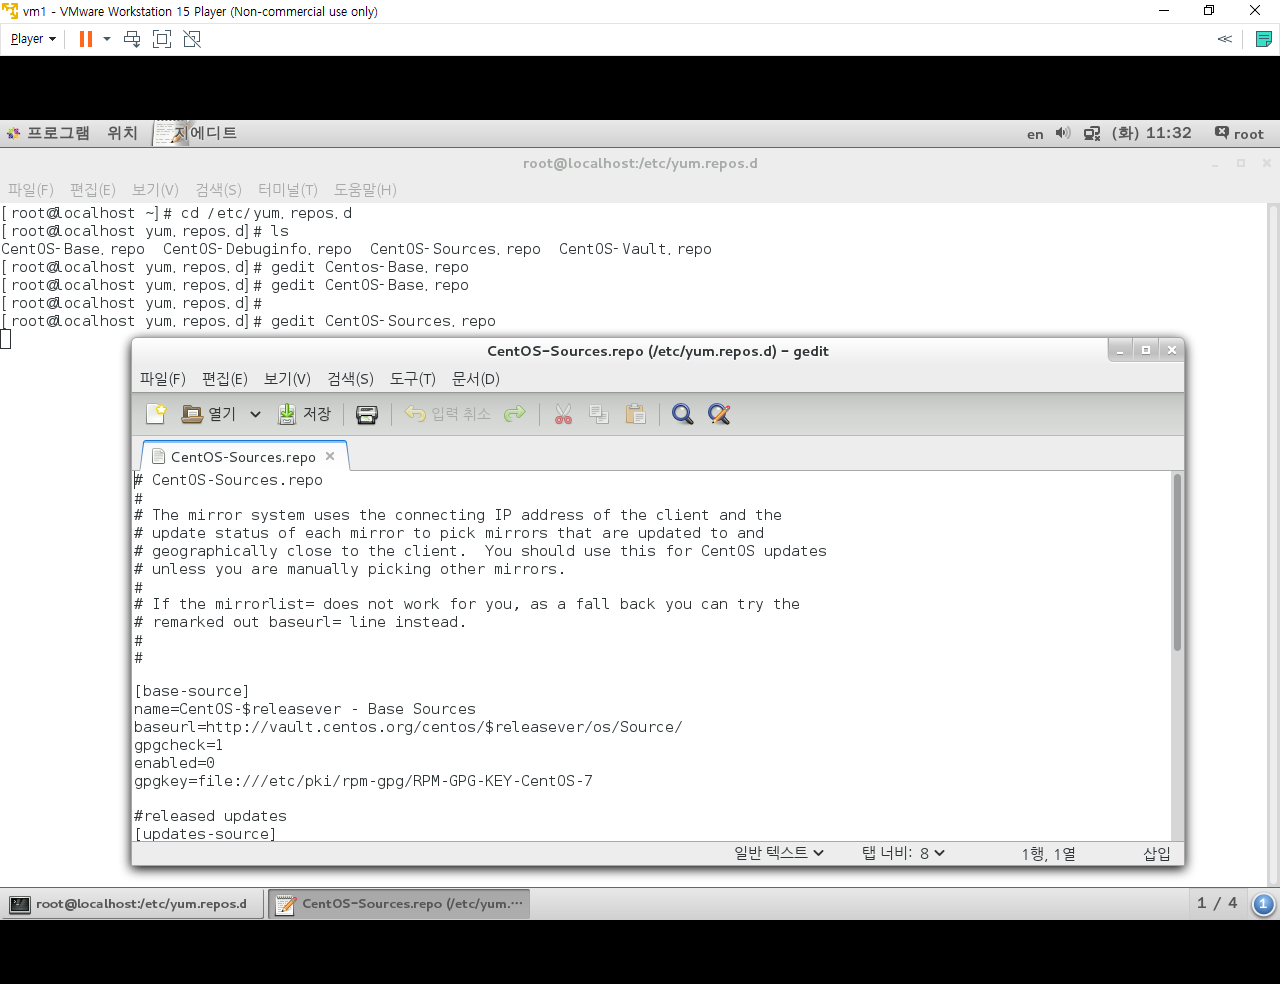 vm1 - VMware Workstation 15 Player (Non-commercial use only)
Player
프로그램 위치 지에디트 en (화) 11:32 root
root@localhost:/etc/yum.repos.d
파일(F) 편집(E) 보기(V) 검색(S) 터미널(T) 도움말(H)
[root@localhost ~]# cd /etc/yum.repos.d
[root@localhost yum.repos.d]# ls
CentOS-Base.repo CentOS-Debuginfo.repo CentOS-Sources.repo CentOS-Vault.repo
[root@localhost yum.repos.d]# gedit Centos-Base.repo
[root@localhost yum.repos.d]# gedit CentOS-Base.repo
[root@localhost yum.repos.d]#
[root@localhost yum.repos.d]# gedit CentOS-Sources.repo
CentOS-Sources.repo (/etc/yum.repos.d) - gedit
파일(F) 편집(E) 보기(V) 검색(S) 도구(T) 문서(D)
열기 저장 입력 취소
CentOS-Sources.repo
# CentOS-Sources.repo
#
# The mirror system uses the connecting IP address of the client and the
# update status of each mirror to pick mirrors that are updated to and
# geographically close to the client.  You should use this for CentOS updates
# unless you are manually picking other mirrors.
#
# If the mirrorlist= does not work for you, as a fall back you can try the
# remarked out baseurl= line instead.
#
#
[base-source]
name=CentOS-$releasever - Base Sources
baseurl=http://vault.centos.org/centos/$releasever/os/Source/
gpgcheck=1
enabled=0
gpgkey=file:///etc/pki/rpm-gpg/RPM-GPG-KEY-CentOS-7
#released updates
[updates-source]
일반 텍스트 탭 너비: 8 1행, 1열 삽입
root@localhost:/etc/yum.repos.d CentOS-Sources.repo (/etc/yum.··· 1 / 4 1